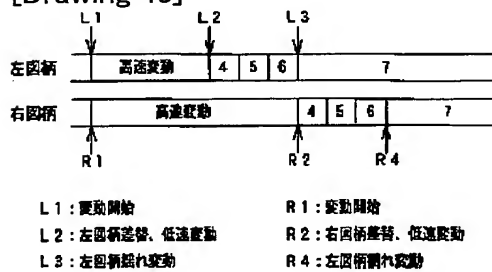 [Drawing 10]
L1 L2 L3
左図柄 高速変動 4 5 6 7
右図柄 高速変動 4 5 6 7
R1 R2 R4
L1:変動開始 R1:変動開始
L2:左図柄差替、低速変動 R2:右図柄差替、低速変動
L3:左図柄揺れ変動 R4:左図柄揺れ変動